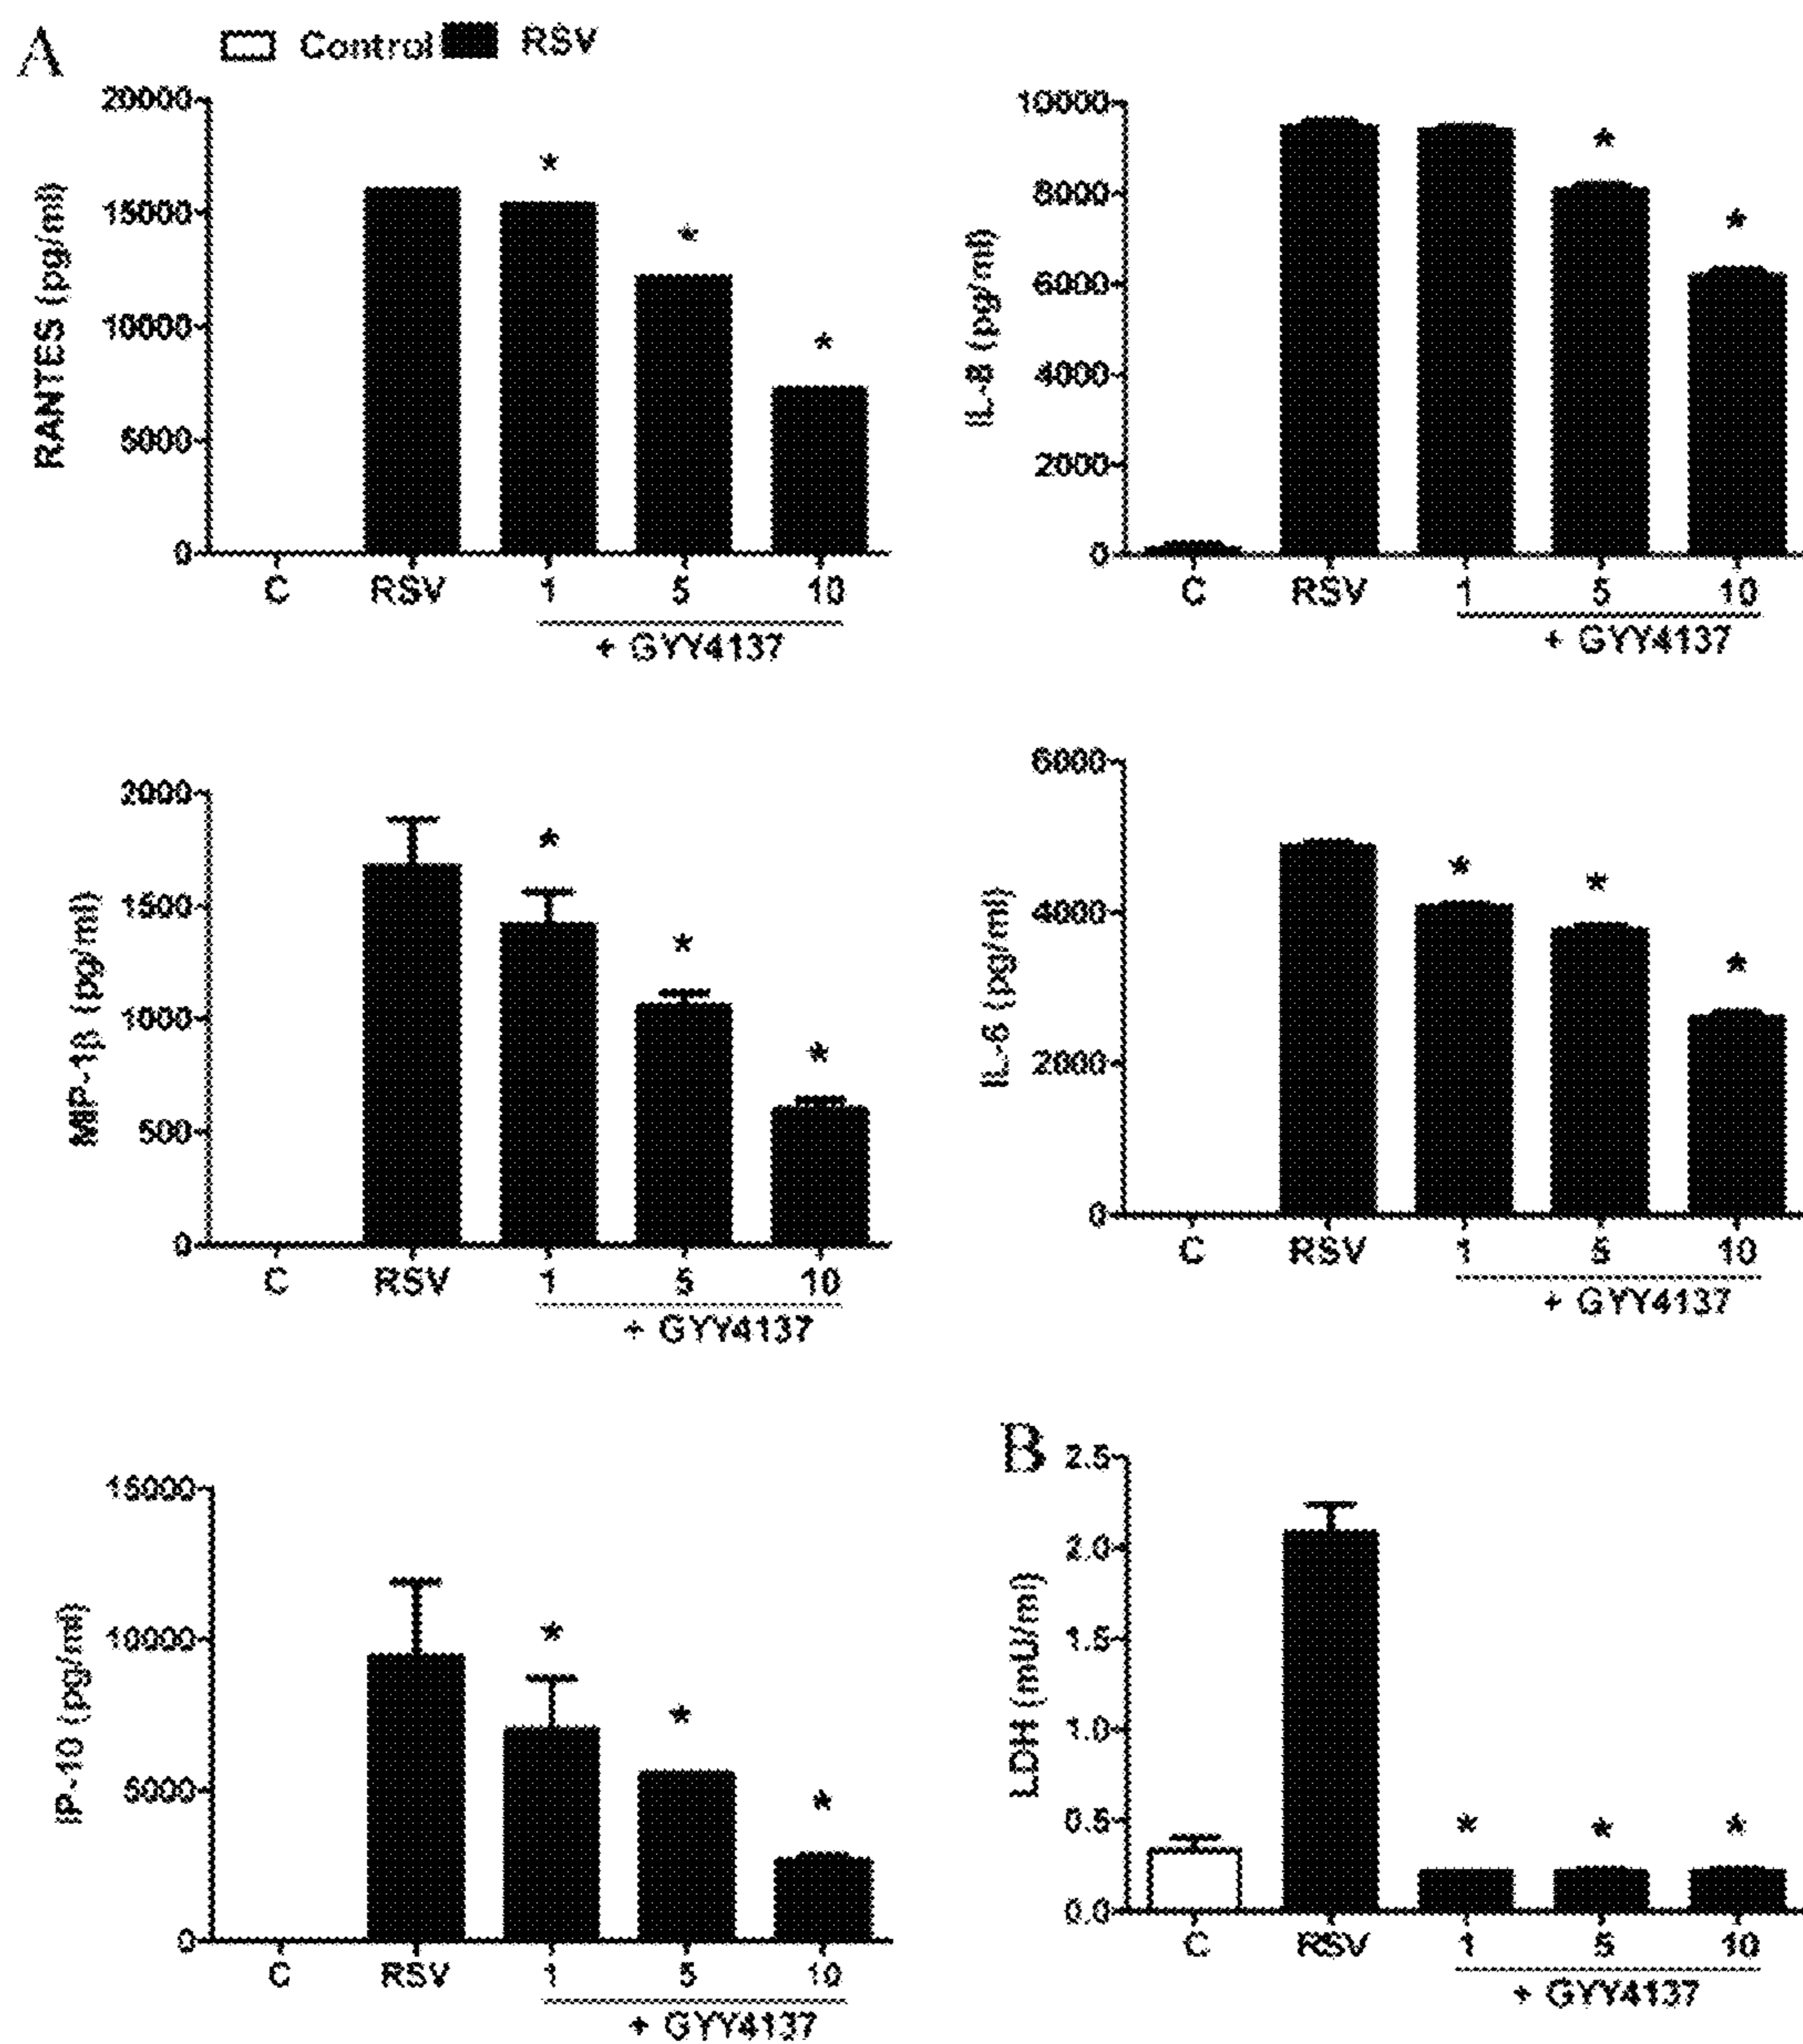 A
Control RSV
RANTES (pg/ml)
20000
15000
10000
5000
0
C RSV 1 5 10
+ GYY4137
IL-8 (pg/ml)
10000
8000
6000
4000
2000
0
C RSV 1 5 10
+ GYY4137
MIP-1β (pg/ml)
2000
1500
1000
500
0
C RSV 1 5 10
+ GYY4137
IL-6 (pg/ml)
6000
4000
2000
0
C RSV 1 5 10
+ GYY4137
IP-10 (pg/ml)
15000
10000
5000
0
C RSV 1 5 10
+ GYY4137
B
LDH (mU/ml)
2.5
2.0
1.5
1.0
0.5
0.0
C RSV 1 5 10
+ GYY4137